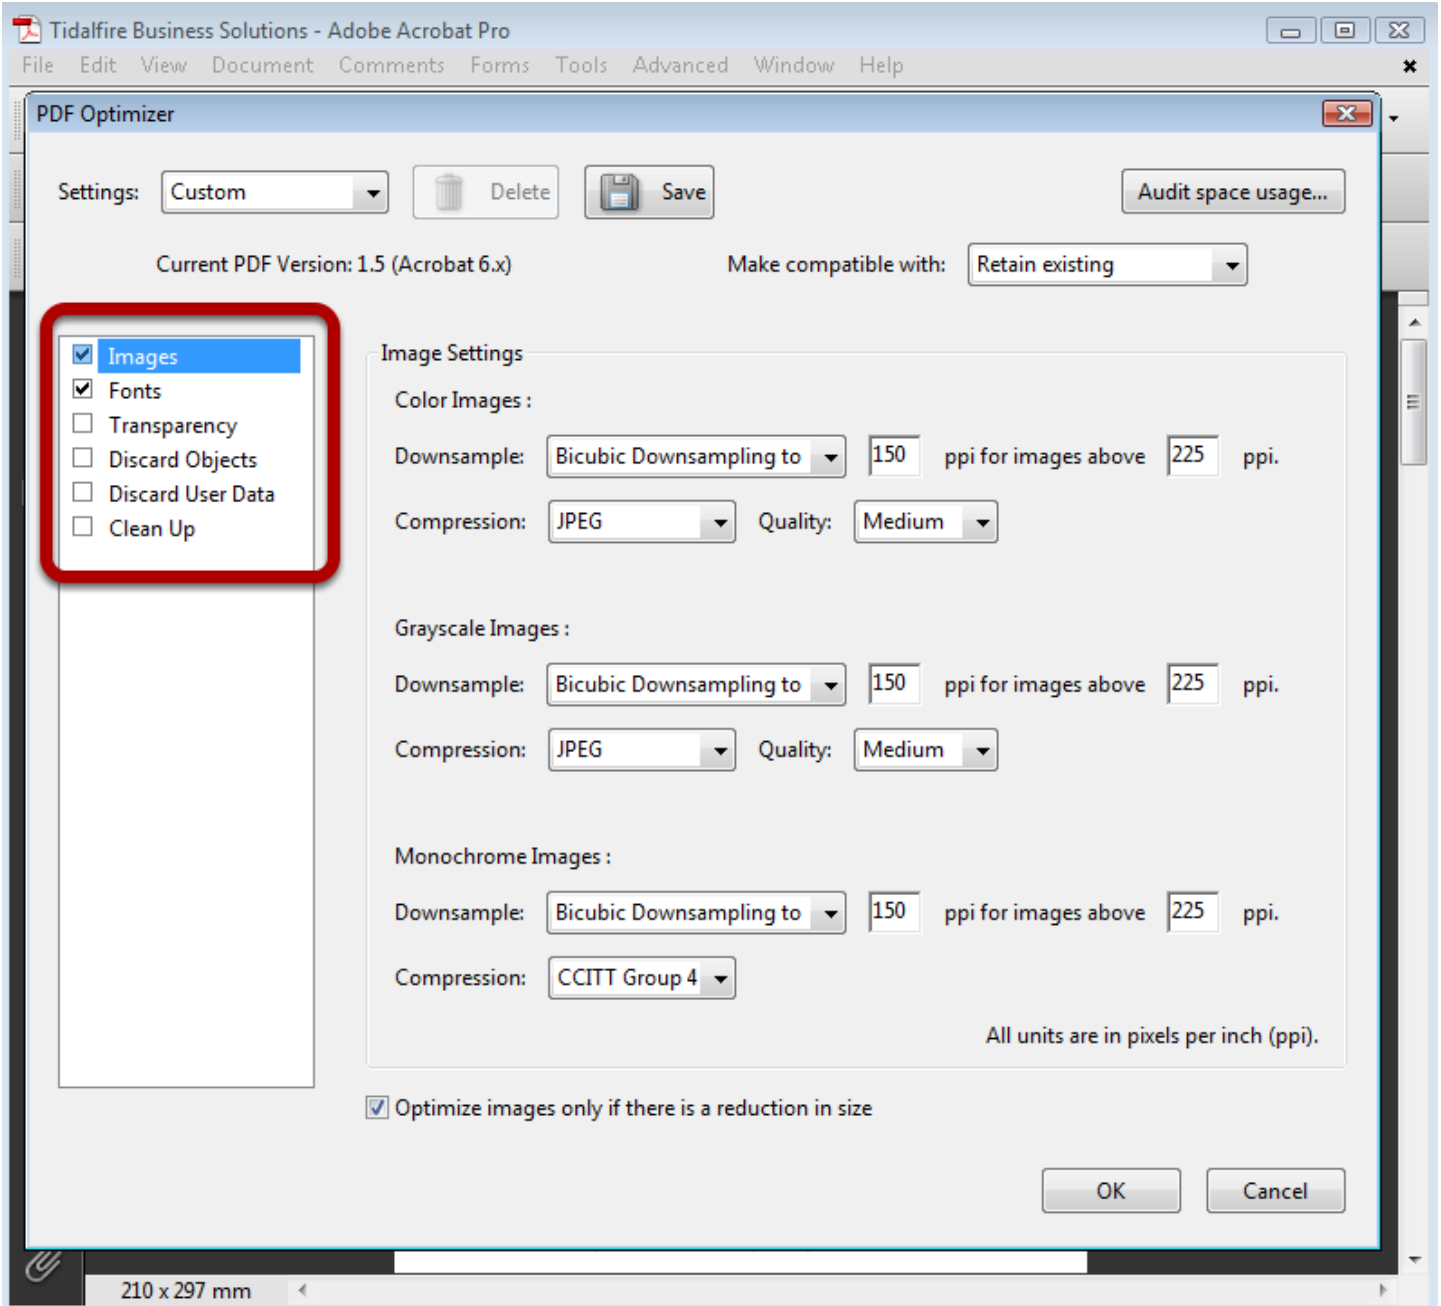 Tidalfire Business Solutions - Adobe Acrobat Pro
File Edit View Document Comments Forms Tools Advanced Window Help
PDF Optimizer
Settings: Custom Delete Save Audit space usage...
Current PDF Version: 1.5 (Acrobat 6.x) Make compatible with: Retain existing
Images
Fonts
Transparency
Discard Objects
Discard User Data
Clean Up
Image Settings
Color Images :
Downsample: Bicubic Downsampling to 150 ppi for images above 225 ppi.
Compression: JPEG Quality: Medium
Grayscale Images :
Downsample: Bicubic Downsampling to 150 ppi for images above 225 ppi.
Compression: JPEG Quality: Medium
Monochrome Images :
Downsample: Bicubic Downsampling to 150 ppi for images above 225 ppi.
Compression: CCITT Group 4
All units are in pixels per inch (ppi).
Optimize images only if there is a reduction in size
OK Cancel
210 x 297 mm